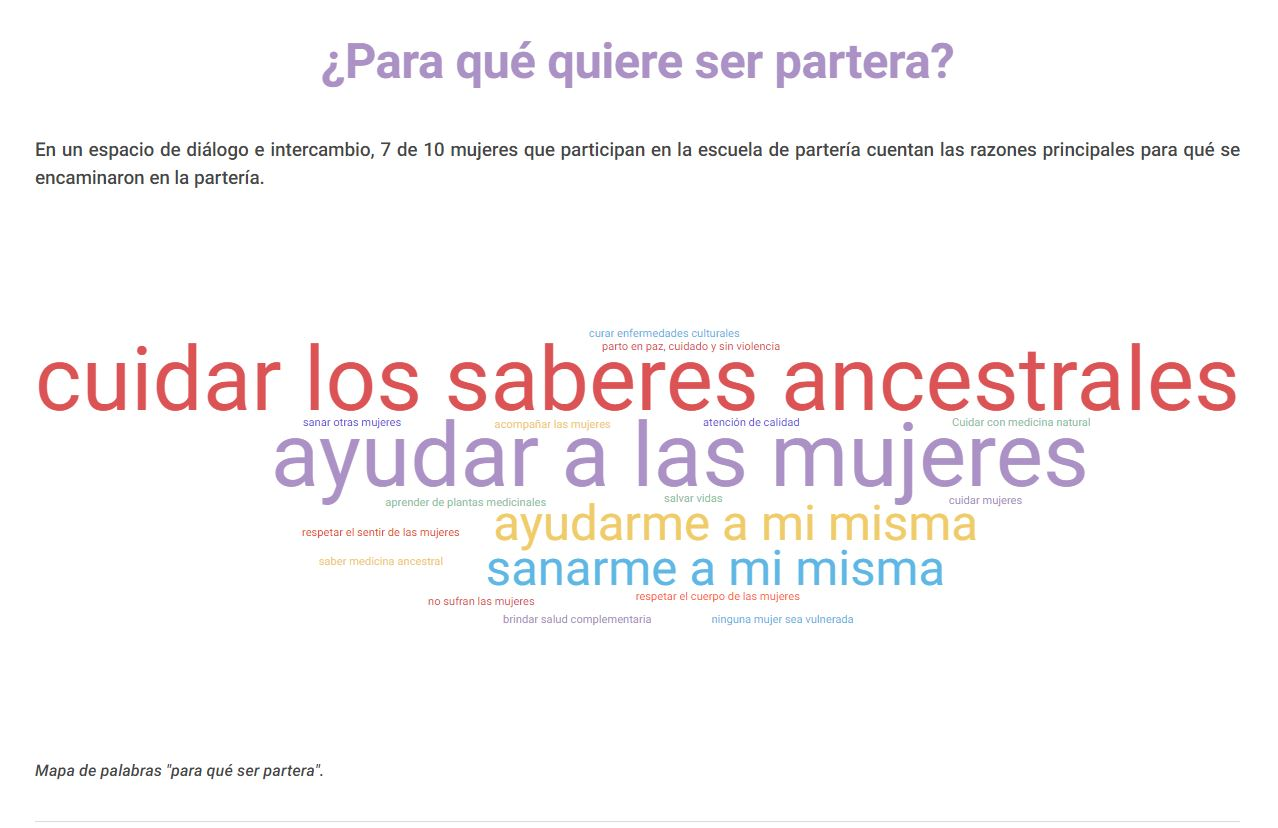 ¿Para qué quiere ser partera?
En un espacio de diálogo e intercambio, 7 de 10 mujeres que participan en la escuela de partería cuentan las razones principales para qué se
encaminaron en la partería.
curar enfermedades culturales
parto en paz, cuidado y sin violencia
cuidar los saberes ancestrales
sanar otras mujeres
acompañar las mujeres
atención de calidad
Cuidar con medicina natural
ayudar a las mujeres
aprender de plantas medicinales
salvar vidas
cuidar mujeres
ayudarme a mi misma
respetar el sentir de las mujeres
saber medicina ancestral
sanarme a mi misma
no sufran las mujeres
respetar el cuerpo de las mujeres
brindar salud complementaria
ninguna mujer sea vulnerada
Mapa de palabras "para qué ser partera".